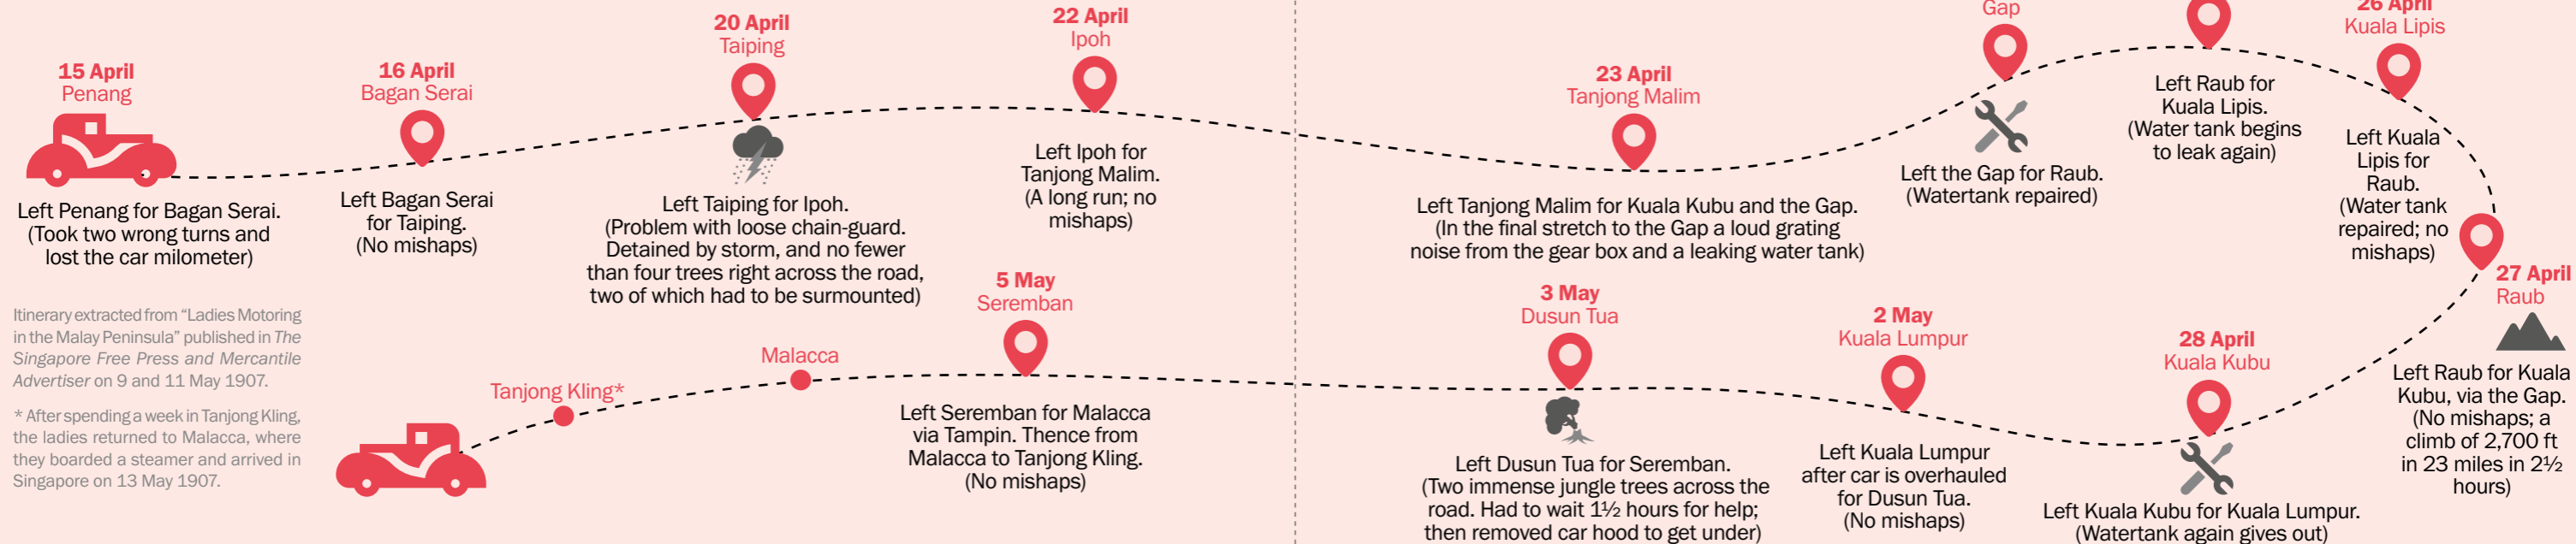 15 April
Penang
Left Penang for Bagan Serai.
(Took two wrong turns and
lost the car milometer)
16 April
Bagan Serai
Left Bagan Serai
for Taiping.
(No mishaps)
20 April
Taiping
Left Taiping for Ipoh.
(Problem with loose chain-guard.
Detained by storm, and no fewer
than four trees right across the road,
two of which had to be surmounted)
22 April
Ipoh
Left Ipoh for
Tanjong Malim.
(A long run; no
mishaps)
23 April
Tanjong Malim
Left Tanjong Malim for Kuala Kubu and the Gap.
(In the final stretch to the Gap a loud grating
noise from the gear box and a leaking water tank)
Gap
Left the Gap for Raub.
(Watertank repaired)
Left Raub for
Kuala Lipis.
(Water tank begins
to leak again)
26 April
Kuala Lipis
Left Kuala
Lipis for
Raub.
(Water tank
repaired; no
mishaps)
27 April
Raub
Left Raub for Kuala
Kubu, via the Gap.
(No mishaps; a
climb of 2,700 ft
in 23 miles in 2½
hours)
28 April
Kuala Kubu
Left Kuala Kubu for Kuala Lumpur.
(Watertank again gives out)
2 May
Kuala Lumpur
Left Kuala Lumpur
after car is overhauled
for Dusun Tua.
(No mishaps)
3 May
Dusun Tua
Left Dusun Tua for Seremban.
(Two immense jungle trees across the
road. Had to wait 1½ hours for help;
then removed car hood to get under)
5 May
Seremban
Left Seremban for Malacca
via Tampin. Thence from
Malacca to Tanjong Kling.
(No mishaps)
Malacca
Tanjong Kling*
Itinerary extracted from “Ladies Motoring
in the Malay Peninsula” published in The
Singapore Free Press and Mercantile
Advertiser on 9 and 11 May 1907.
* After spending a week in Tanjong Kling,
the ladies returned to Malacca, where
they boarded a steamer and arrived in
Singapore on 13 May 1907.